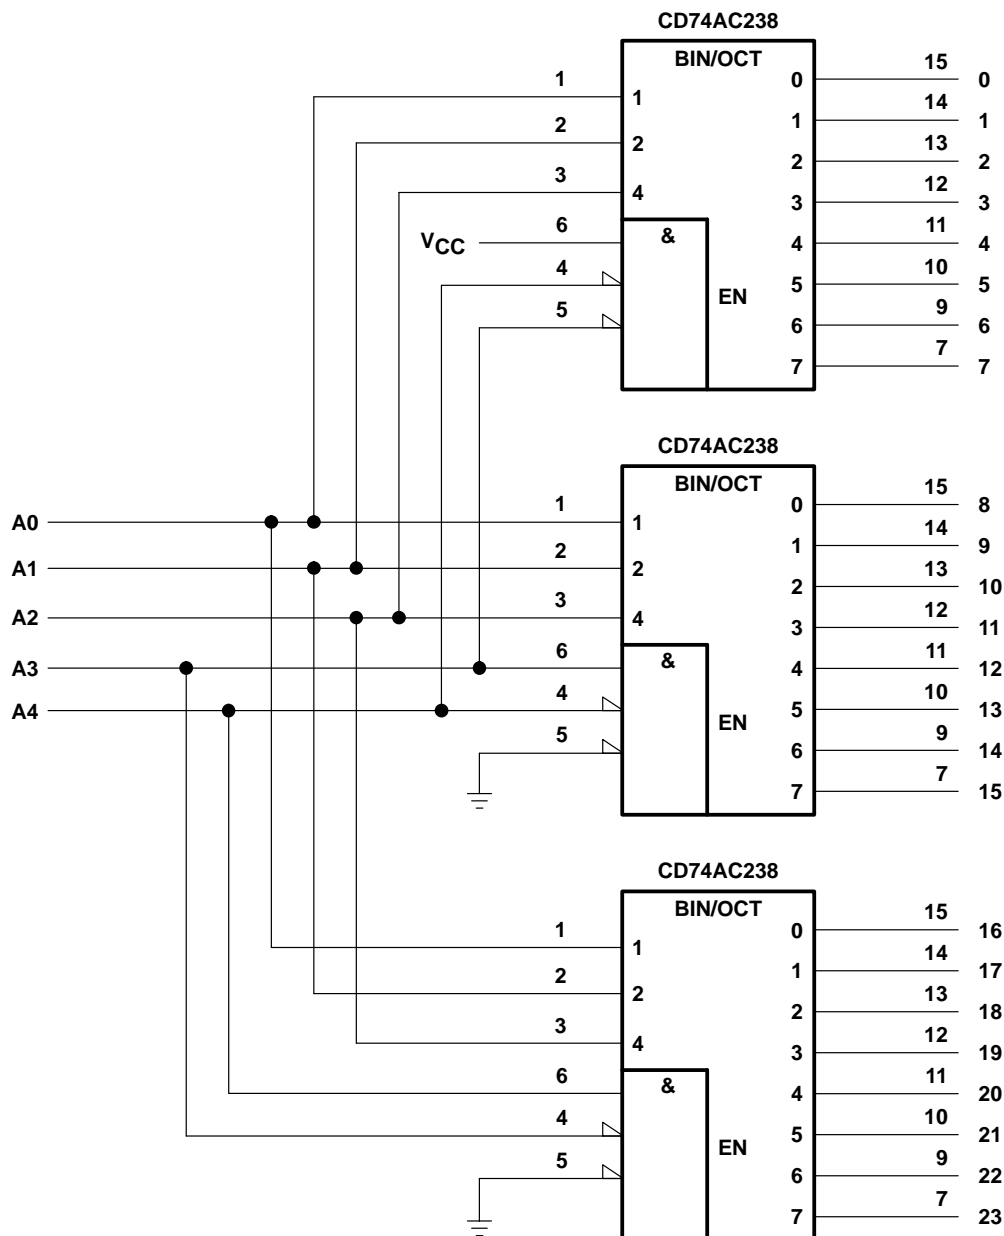 CD74AC238
BIN/OCT
1 1 0 15 0
1 14 1
2 2 2 13 2
3 4 3 12 3
VCC 6 & 4 11 4
4 EN 5 10 5
5 6 9 6
7 7 7
CD74AC238
BIN/OCT
A0 1 1 0 15 8
1 14 9
A1 2 2 2 13 10
A2 3 4 3 12 11
A3 6 & 4 11 12
A4 4 EN 5 10 13
5 6 9 14
7 7 15
CD74AC238
BIN/OCT
1 1 0 15 16
1 14 17
2 2 2 13 18
3 4 3 12 19
6 & 4 11 20
4 EN 5 10 21
5 6 9 22
7 7 23